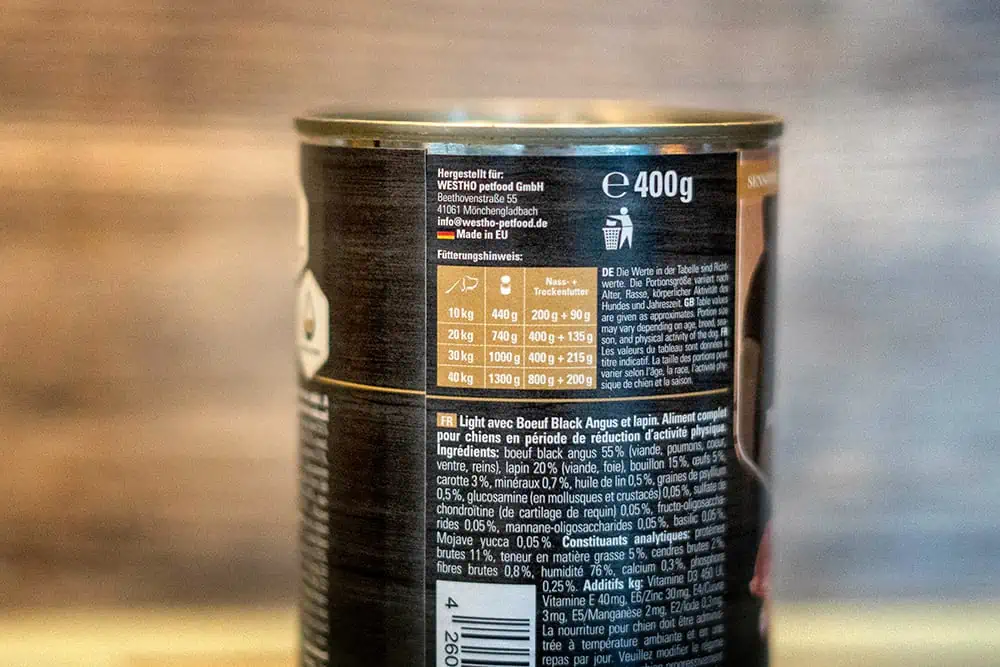 Hergestellt für:
WESTHO petfood GmbH
Beethovenstraße 55
41061 Mönchengladbach
info@westho-petfood.de
Made in EU
℮ 400g
Fütterungshinweis:
Nass- +
Treckenfutter
10 kg 440 g 200 g + 90 g
20 kg 740 g 400 g + 135 g
30 kg 1000 g 400 g + 215 g
40 kg 1300 g 800 g + 200 g
DE Die Werte in der Tabelle sind Richt-
werte. Die Portionsgröße variiert nach
Alter, Rasse, körperlicher Aktivität des
Hundes und Jahreszeit. GB Table values
are given as approximates. Portion size
may vary depending on age, breed, sea-
son, and physical activity of the dog. FR
Les valeurs du tableau sont données à
titre indicatif. La taille des portions peut
varier selon l'âge, la race, l'activité phy-
sique de chien et la saison.
FR Light avec Boeuf Black Angus et lapin. Aliment complet
pour chiens en période de réduction d'activité physique.
Ingrédients: boeuf black angus 55 % (viande, poumons, coeur,
ventre, reins), lapin 20 % (viande, foie), bouillon 15 %, œufs 5 %,
carotte 3 %, minéraux 0,7 %, huile de lin 0,5 %, graines de psyllium
0,5 %, glucosamine (en mollusques et crustacés) 0,05 %, sulfate de
chondroïtine (de cartilage de requin) 0,05 %, fructo-oligosaccha-
rides 0,05 %, mannane-oligosaccharides 0,05 %, basilic 0,05 %,
Mojave yucca 0,05 % Constituants analytiques: protéines
brutes 11 %, teneur en matière grasse 5 %, cendres brutes 2 %,
fibres brutes 0,8 %, humidité 76 %, calcium 0,3 %, phosphore
0,25 %. Additifs kg: Vitamine D3
Vitamine E 40 mg, E6/Zinc 30 mg, E4/Cuivre
3 mg, E5/Manganèse 2 mg, E2/Iode
La nourriture pour chien doit être adminis-
trée à température ambiante et en
repas par jour. Veuillez modifier le
4 260